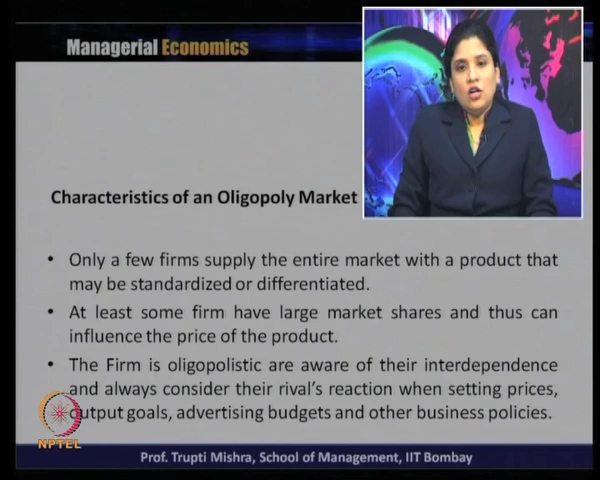 Managerial Economics
Characteristics of an Oligopoly Market
• Only a few firms supply the entire market with a product that
may be standardized or differentiated.
• At least some firm have large market shares and thus can
influence the price of the product.
• The Firm is oligopolistic are aware of their interdependence
and always consider their rival's reaction when setting prices,
output goals, advertising budgets and other business policies.
NPTEL
Prof. Trupti Mishra, School of Management, IIT Bombay